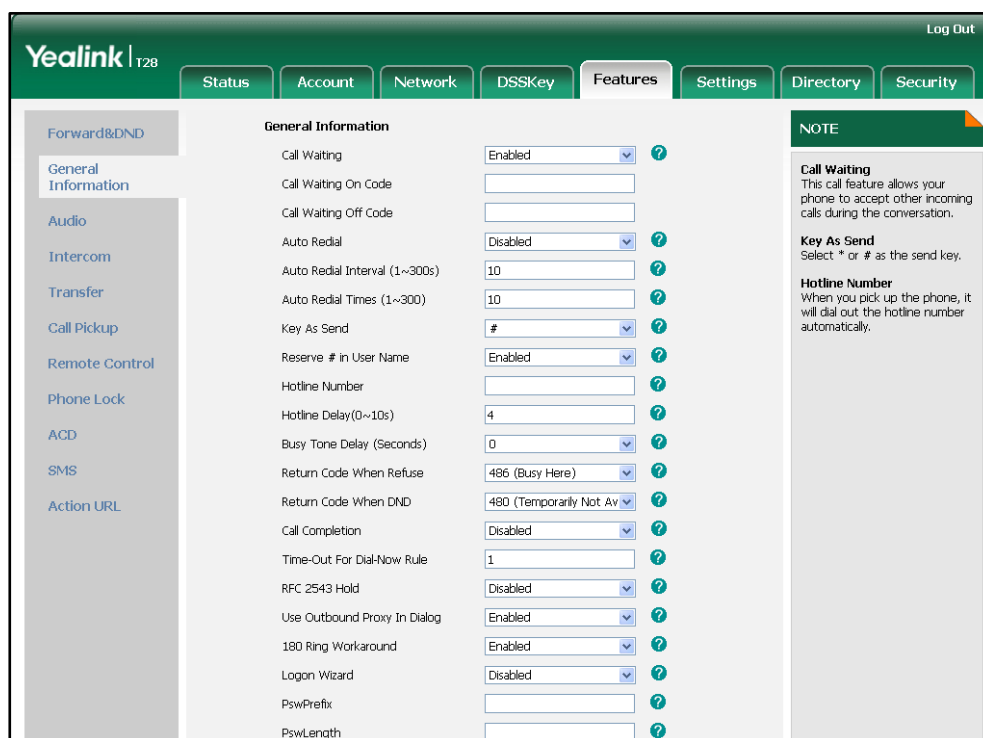 Log Out
Yealink T28
Status
Account
Network
DSSKey
Features
Settings
Directory
Security
Forward&DND
General
Information
Audio
Intercom
Transfer
Call Pickup
Remote Control
Phone Lock
ACD
SMS
Action URL
General Information
Call Waiting Enabled ?
Call Waiting On Code
Call Waiting Off Code
Auto Redial Disabled ?
Auto Redial Interval (1~300s) 10 ?
Auto Redial Times (1~300) 10 ?
Key As Send # ?
Reserve # in User Name Enabled ?
Hotline Number ?
Hotline Delay(0~10s) 4 ?
Busy Tone Delay (Seconds) 0 ?
Return Code When Refuse 486 (Busy Here) ?
Return Code When DND 480 (Temporarily Not Av ?
Call Completion Disabled ?
Time-Out For Dial-Now Rule 1 ?
RFC 2543 Hold Disabled ?
Use Outbound Proxy In Dialog Enabled ?
180 Ring Workaround Enabled ?
Logon Wizard Disabled ?
PswPrefix ?
PswLength ?
NOTE
Call Waiting
This call feature allows your
phone to accept other incoming
calls during the conversation.
Key As Send
Select * or # as the send key.
Hotline Number
When you pick up the phone, it
will dial out the hotline number
automatically.